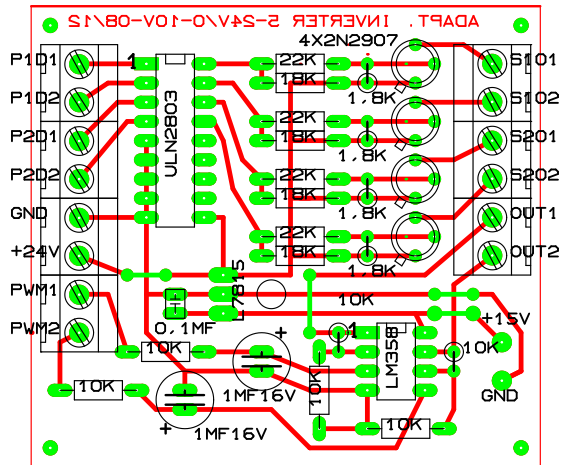 ADAPT. INVERTER 5-24V/0-10V-08/12
4X2N2907
P1D1
1
22K
18K
1,8K
S1O1
P1D2
S1O2
ULN2803
P2D1
22K
18K
1,8K
S2O1
P2D2
22K
18K
1,8K
S2O2
GND
OUT1
+24V
22K
18K
1,8K
OUT2
L7815
PWM1
10K
PWM2
0,1MF
+15V
1
10K
LM358
10K
10K
10K
1MF16V
GND
+
1MF16V
+
10K